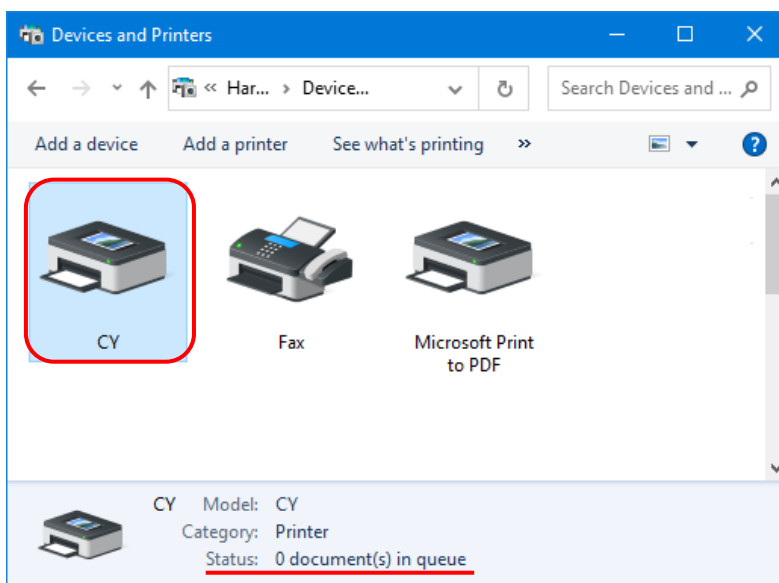 Devices and Printers
« Har... › Device...
Search Devices and ...
Add a device Add a printer See what's printing »
?
CY Fax Microsoft Print
to PDF
CY Model: CY
Category: Printer
Status: 0 document(s) in queue